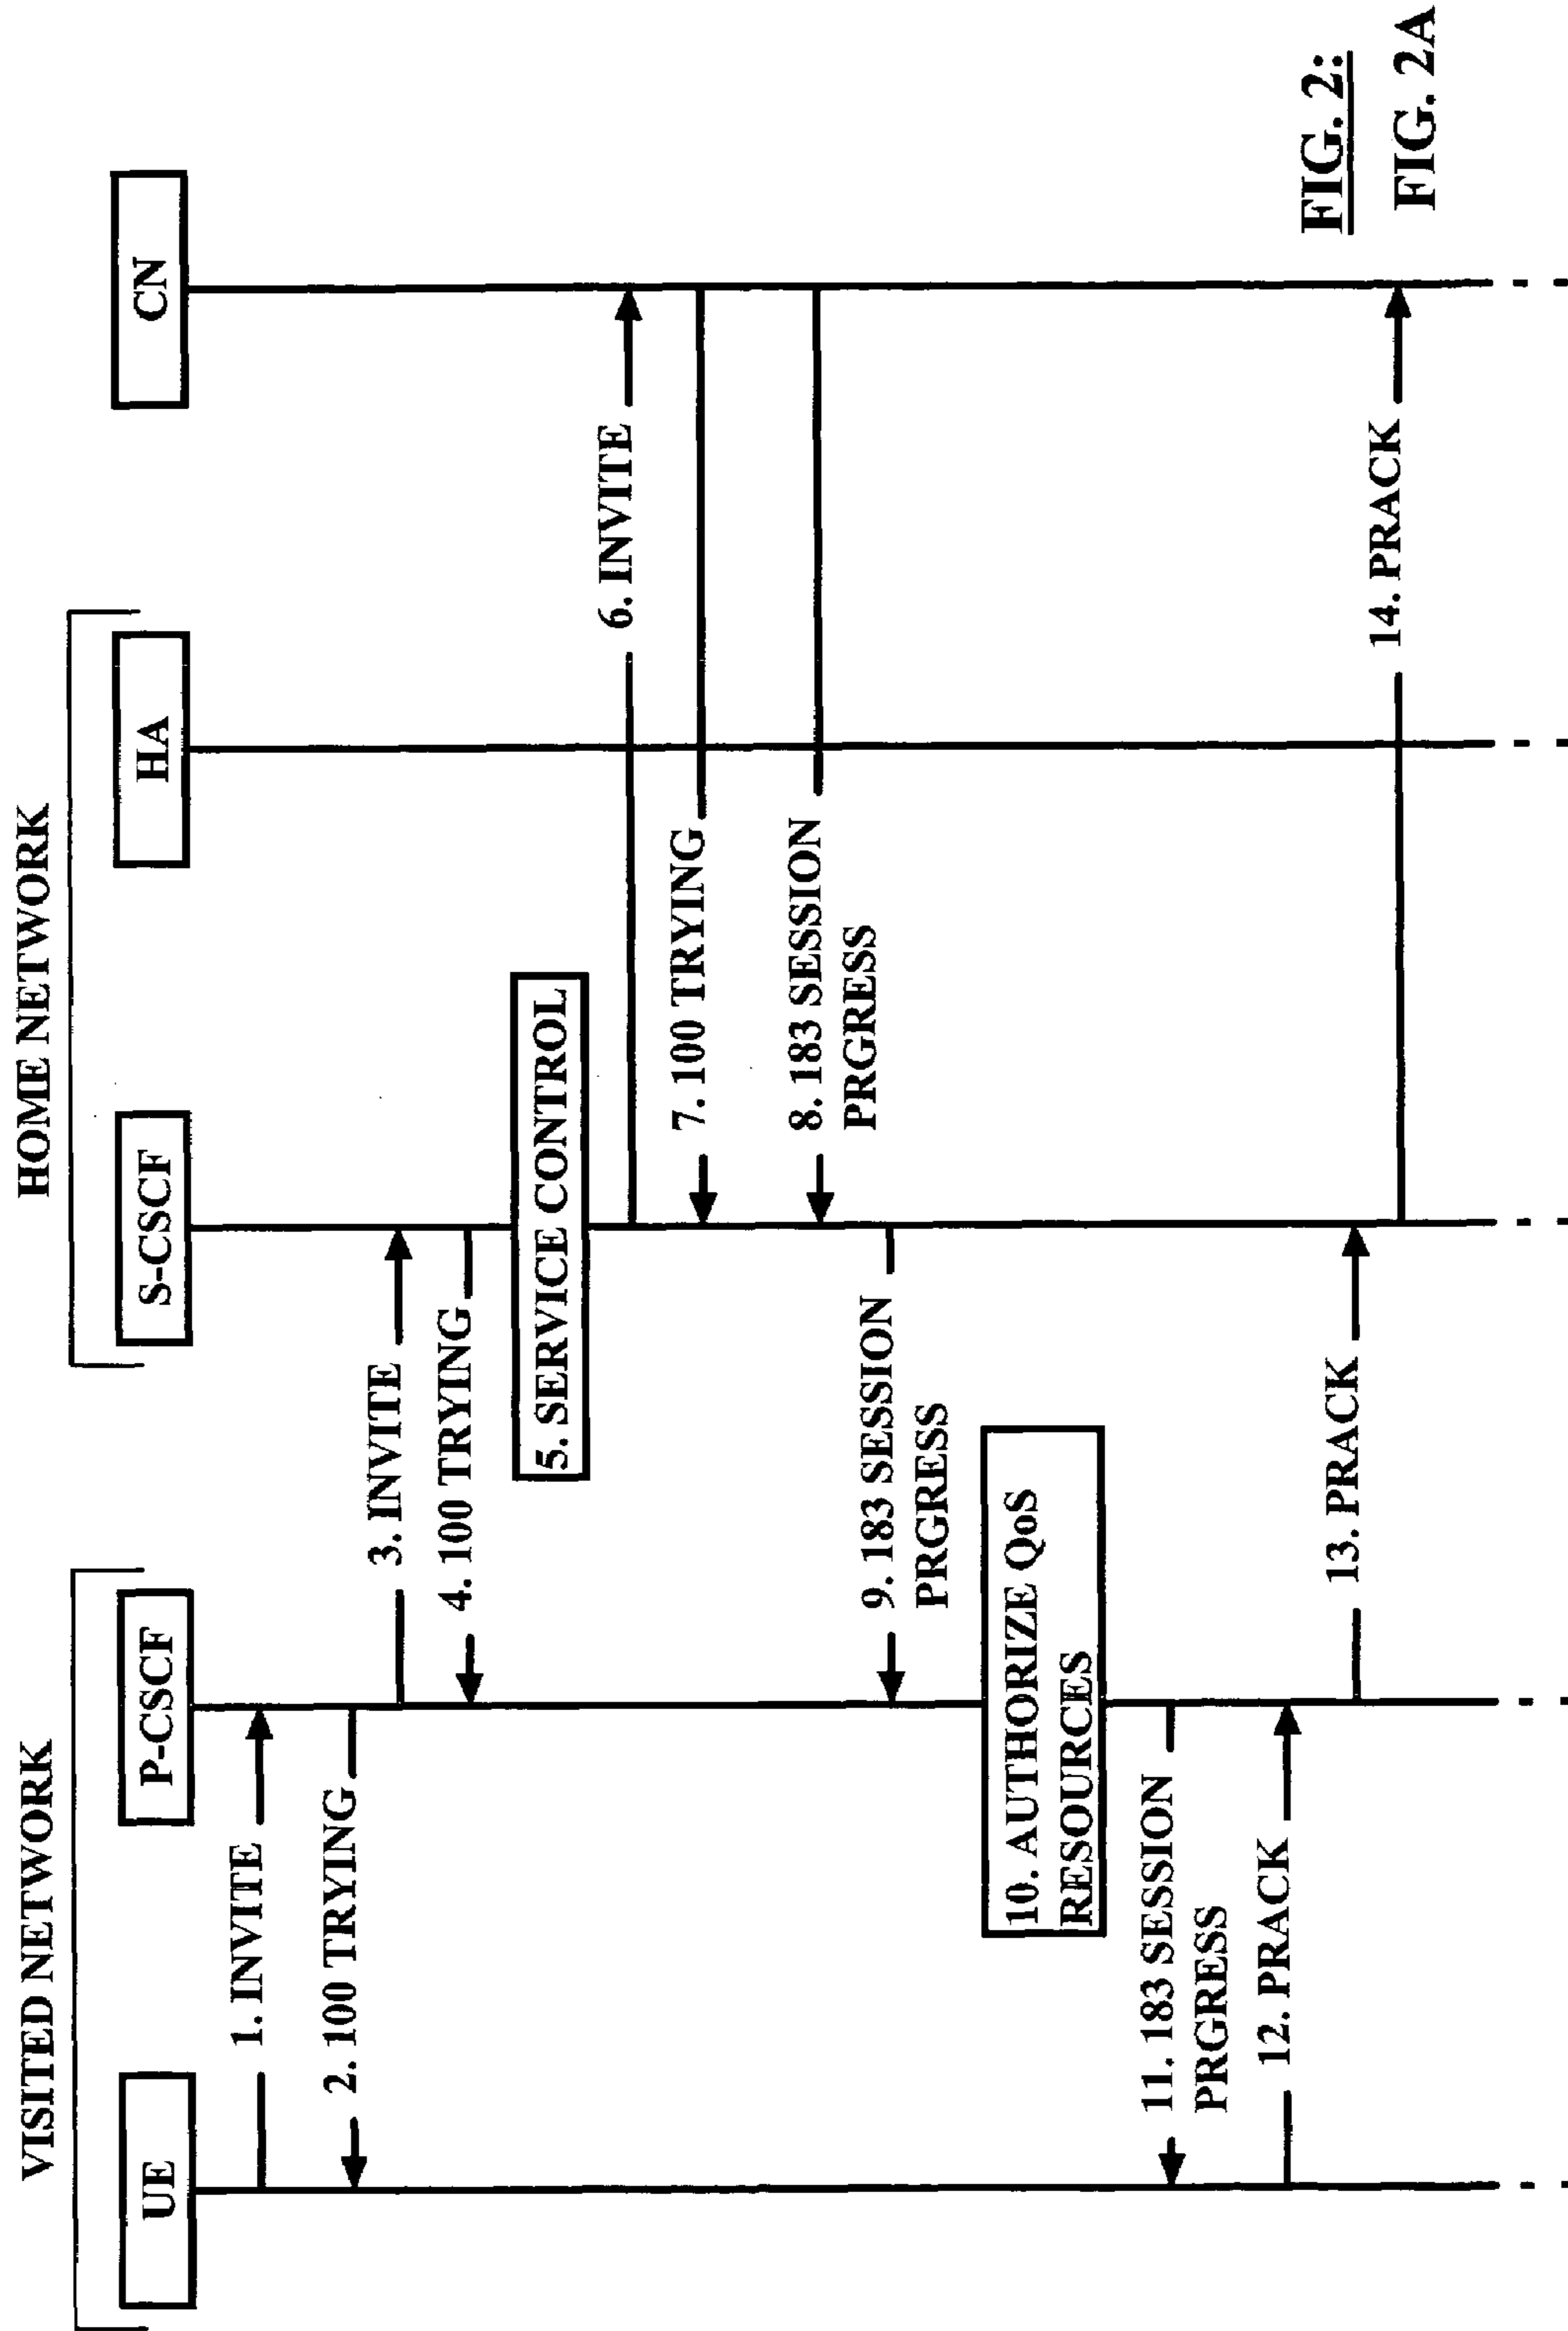 VISITED NETWORK
HOME NETWORK
UE
P-CSCF
S-CSCF
HA
CN
1. INVITE
2. 100 TRYING
3. INVITE
4. 100 TRYING
5. SERVICE CONTROL
6. INVITE
7. 100 TRYING
8. 183 SESSION
PRGRESS
9. 183 SESSION
PRGRESS
10. AUTHORIZE QoS
RESOURCES
11. 183 SESSION
PRGRESS
12. PRACK
13. PRACK
14. PRACK
FIG. 2:
FIG. 2A